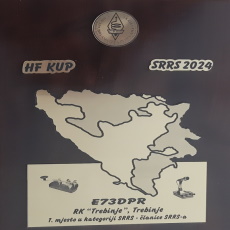 HF KUP
SRRS 2024
E73DPR
RK "Trebinje", Trebinje
1. mjesto u kategoriji SRRS - članice SRRS-a